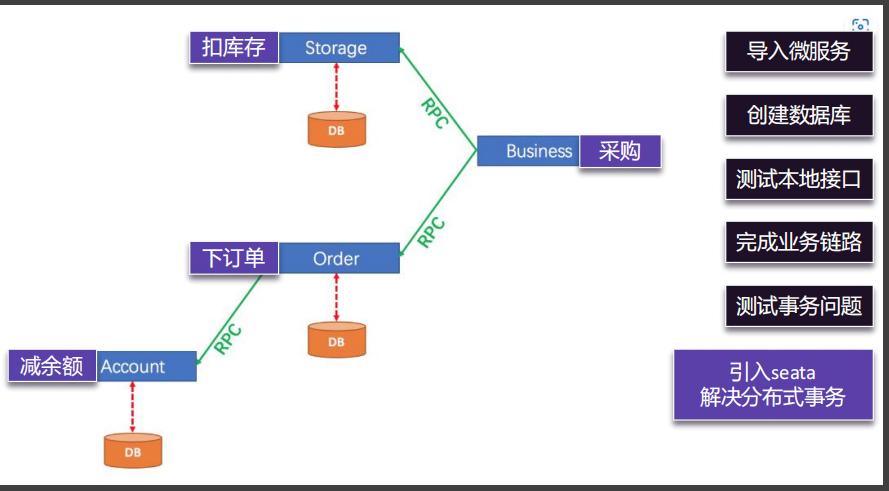 扣库存 Storage
DB
RPC
Business 采购
RPC
下订单 Order
DB
RPC
减余额 Account
DB
导入微服务
创建数据库
测试本地接口
完成业务链路
测试事务问题
引入seata
解决分布式事务